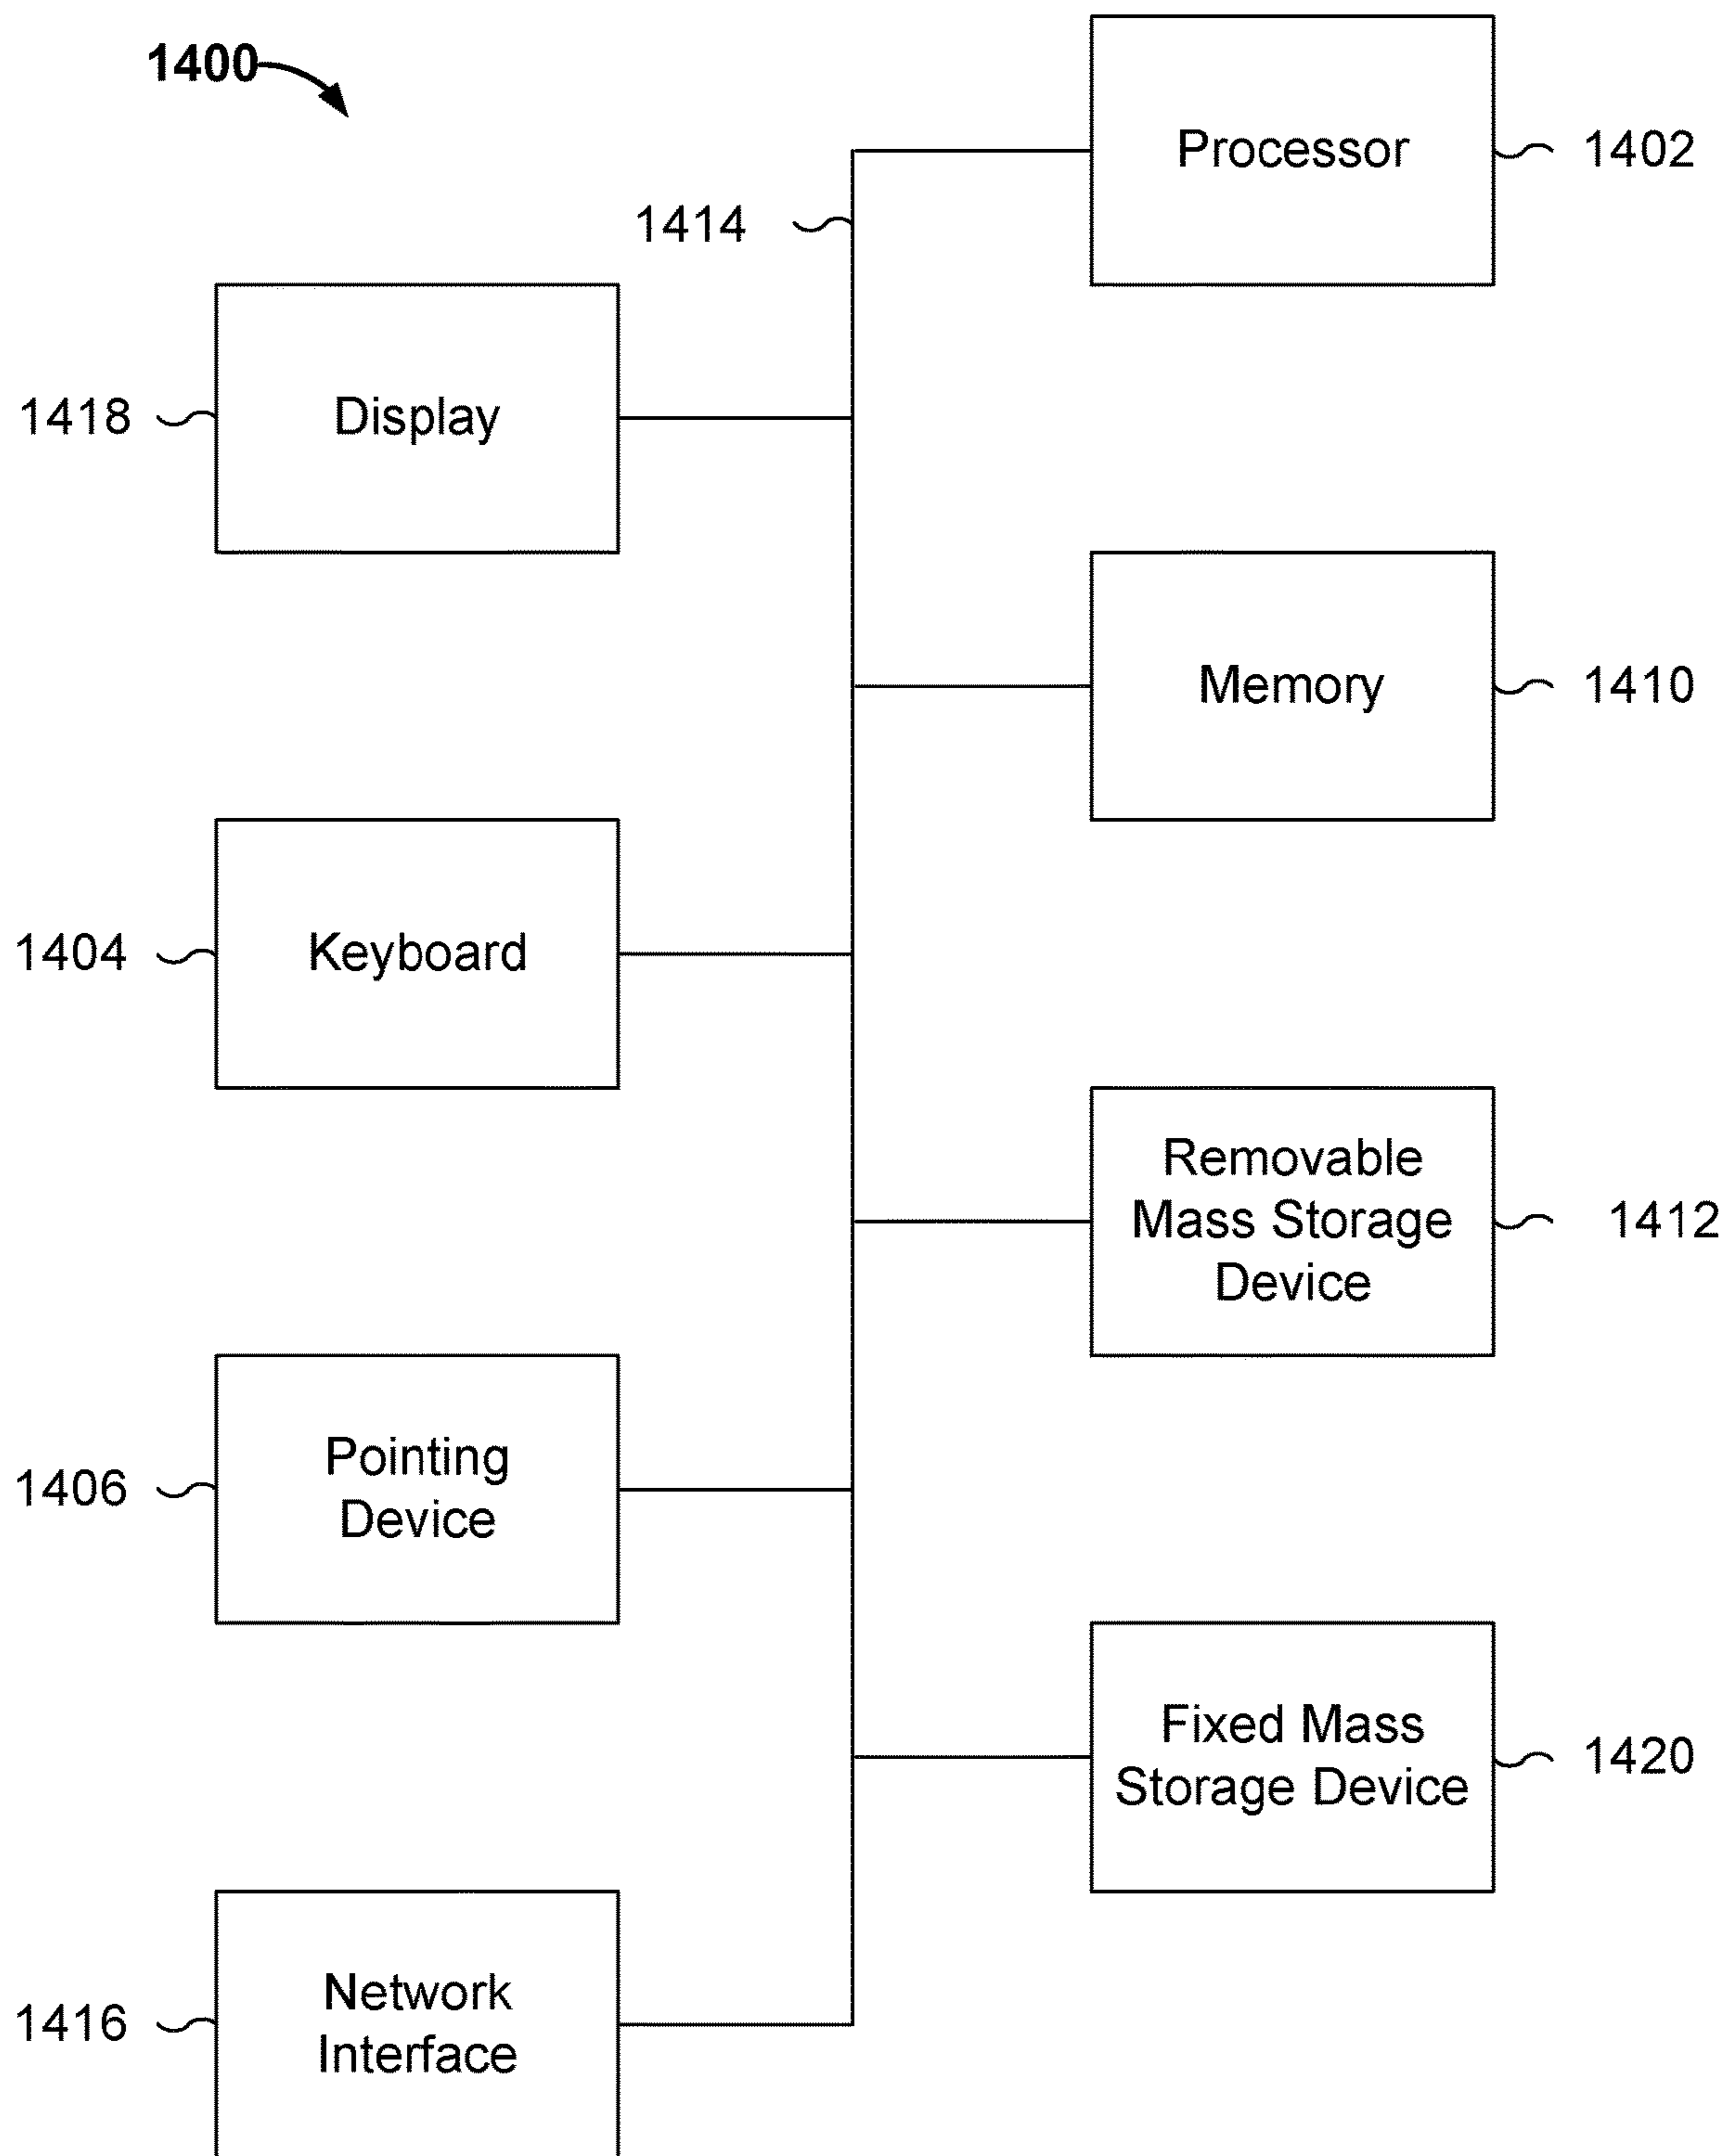 1400
Processor
1402
1414
1418
Display
Memory
1410
1404
Keyboard
Removable
Mass Storage
Device
1412
1406
Pointing
Device
Fixed Mass
Storage Device
1420
1416
Network
Interface